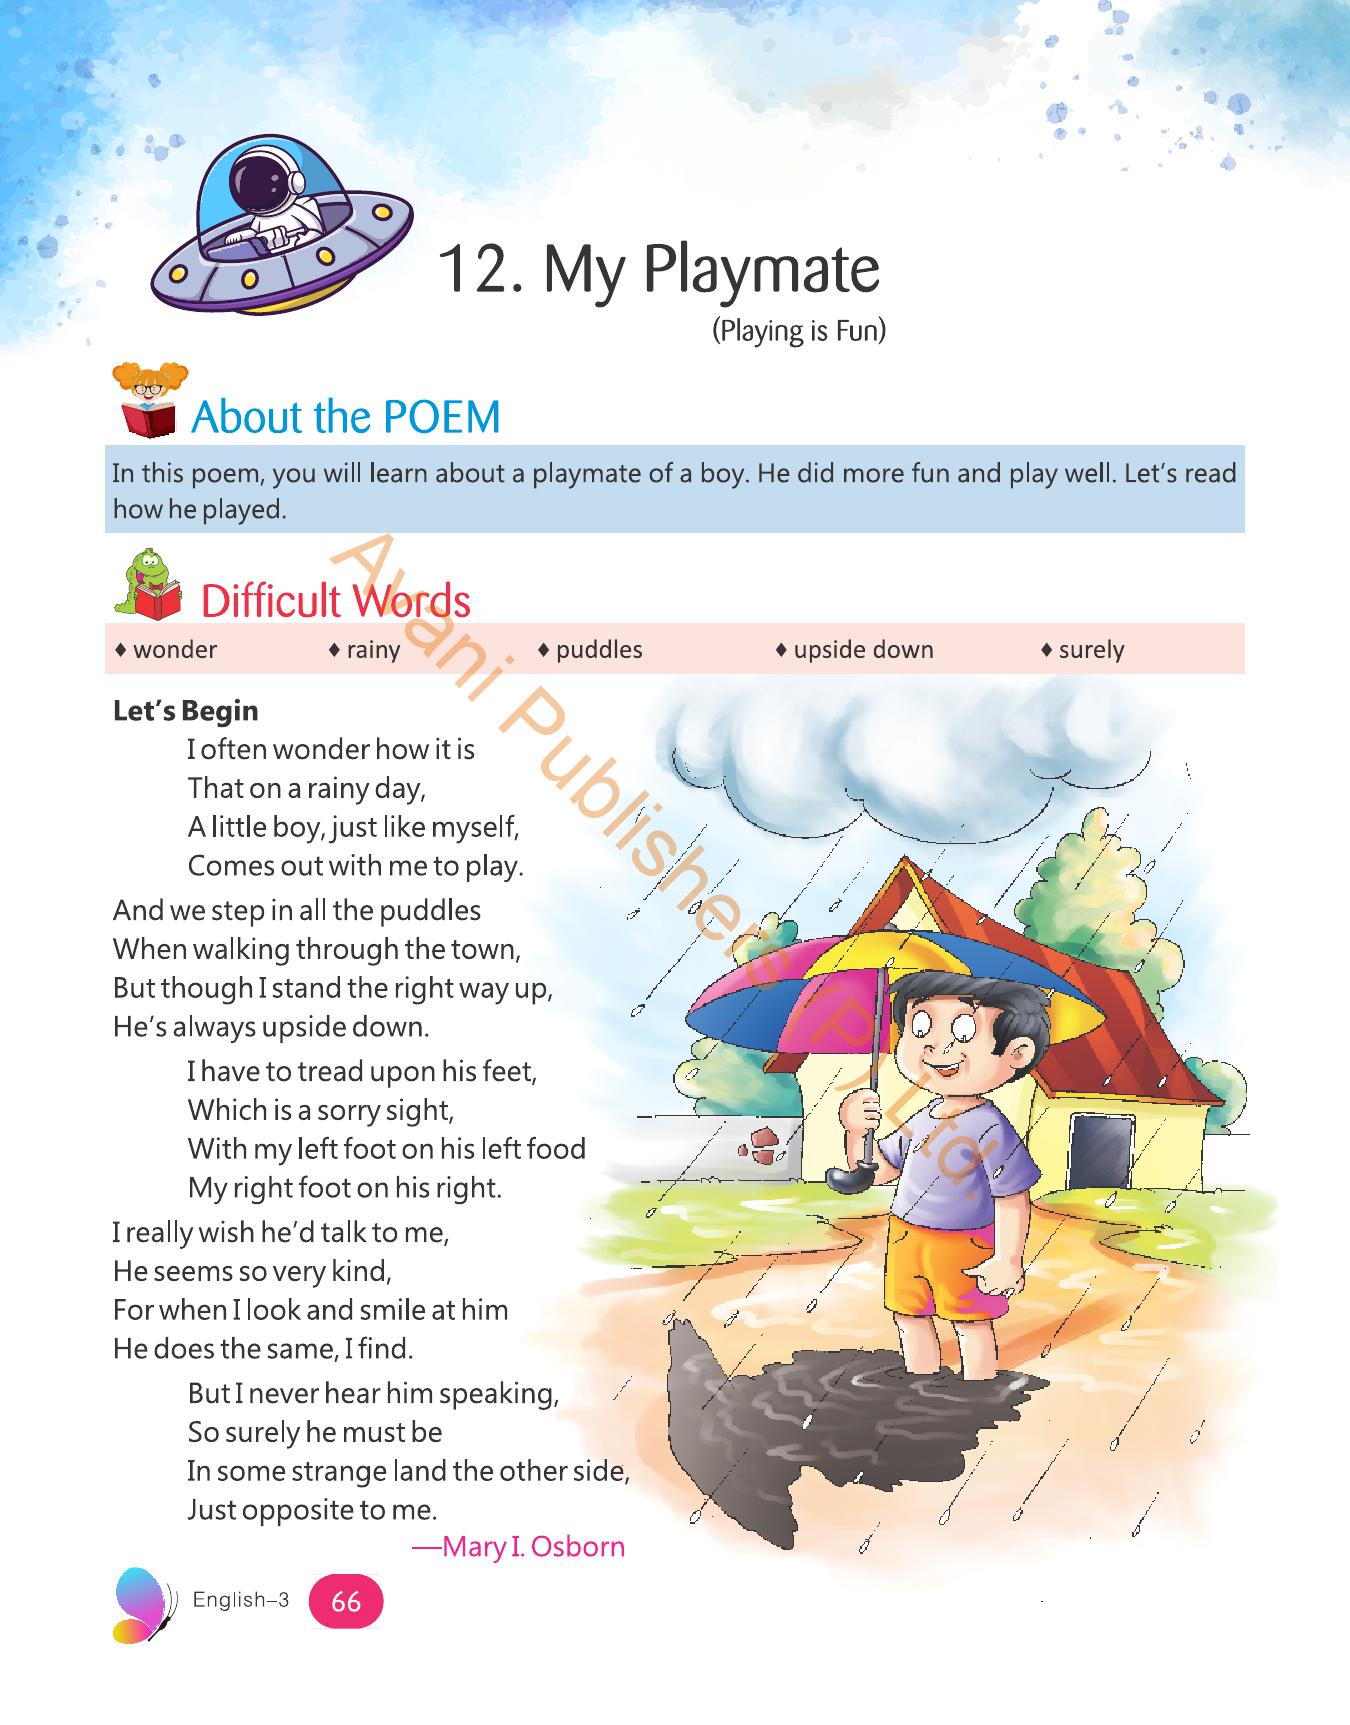 12. My Playmate
(Playing is Fun)
About the POEM
In this poem, you will learn about a playmate of a boy. He did more fun and play well. Let's read
how he played.
Difficult Words
♦ wonder ♦ rainy ♦ puddles ♦ upside down ♦ surely
Let's Begin
I often wonder how it is
That on a rainy day,
A little boy, just like myself,
Comes out with me to play.
And we step in all the puddles
When walking through the town,
But though I stand the right way up,
He's always upside down.
I have to tread upon his feet,
Which is a sorry sight,
With my left foot on his left food
My right foot on his right.
I really wish he'd talk to me,
He seems so very kind,
For when I look and smile at him
He does the same, I find.
But I never hear him speaking,
So surely he must be
In some strange land the other side,
Just opposite to me.
—Mary I. Osborn
English–3 66
Avani Publishers (P) Ltd.